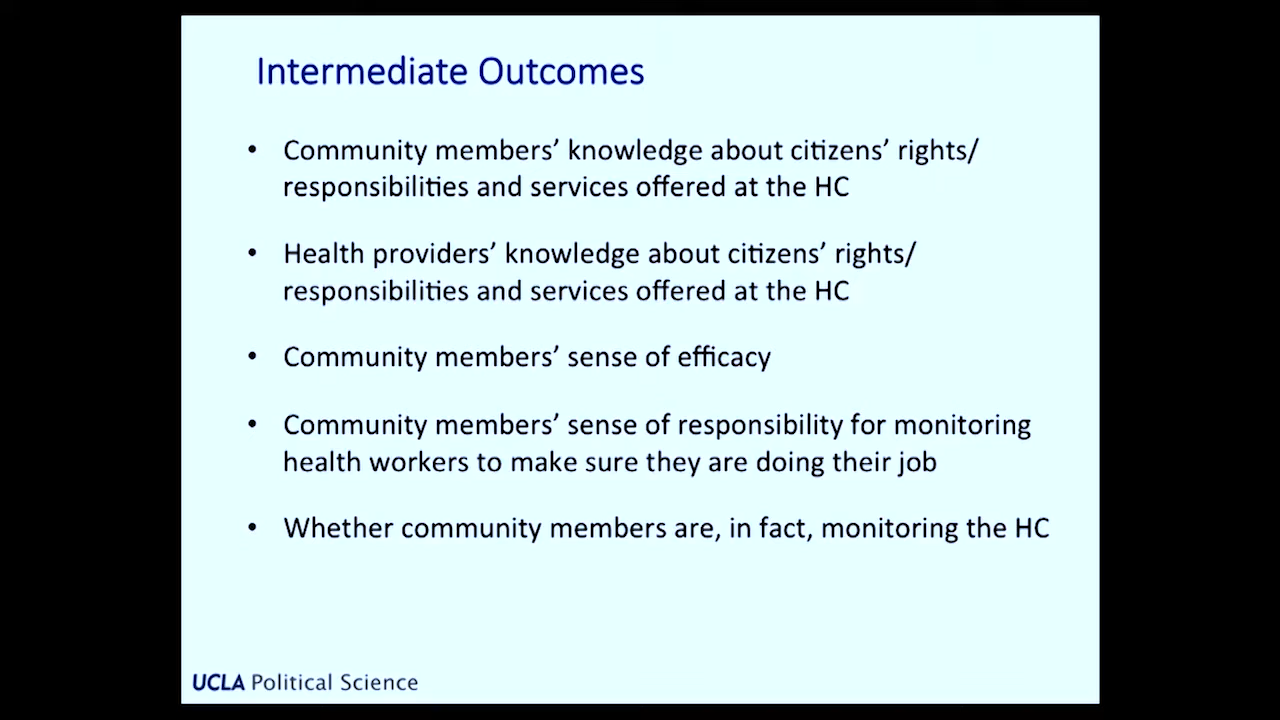 Intermediate Outcomes
• Community members’ knowledge about citizens’ rights/
responsibilities and services offered at the HC
• Health providers’ knowledge about citizens’ rights/
responsibilities and services offered at the HC
• Community members’ sense of efficacy
• Community members’ sense of responsibility for monitoring
health workers to make sure they are doing their job
• Whether community members are, in fact, monitoring the HC
UCLA Political Science